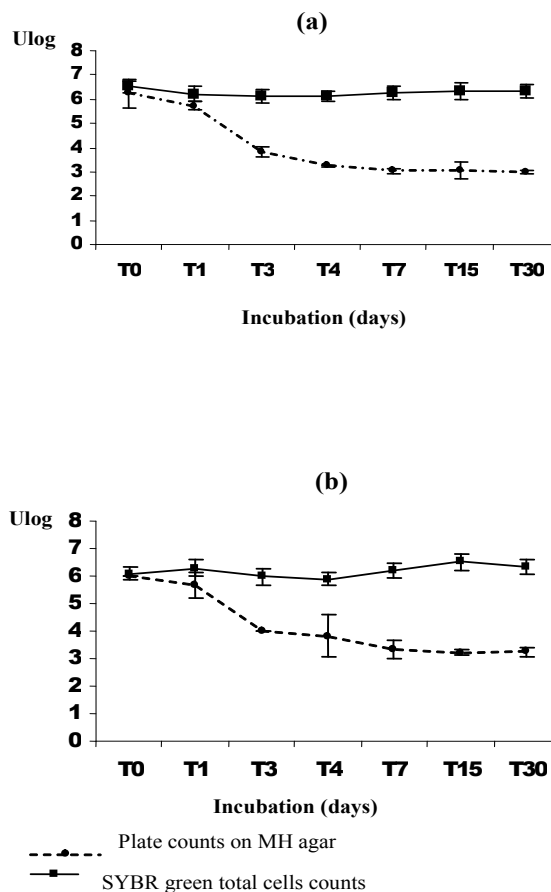 (a)
Ulog
8
7
6
5
4
3
2
1
0
T0 T1 T3 T4 T7 T15 T30
Incubation (days)
(b)
Ulog
8
7
6
5
4
3
2
1
0
T0 T1 T3 T4 T7 T15 T30
Incubation (days)
Plate counts on MH agar
SYBR green total cells counts